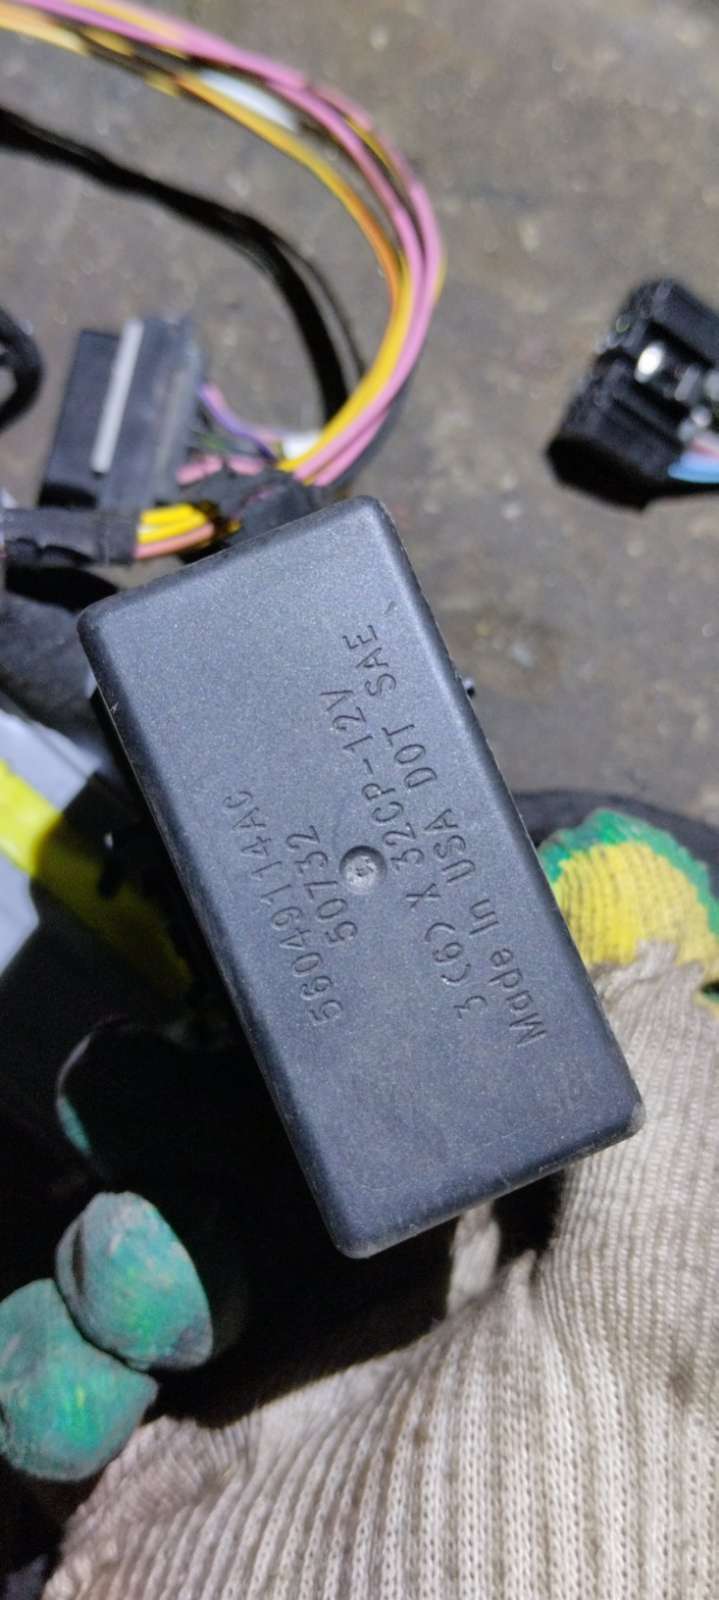 56049114AC
50732
3(6) X 32CP-12V
Made In USA DOT SAE